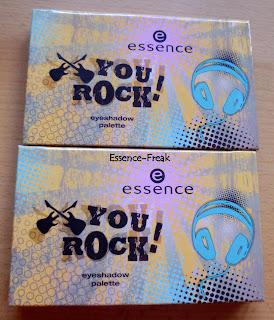 essence
YOU
ROCK!
eyeshadow
palette
Essence-Freak
essence
YOU
ROCK!
eyeshadow
palette